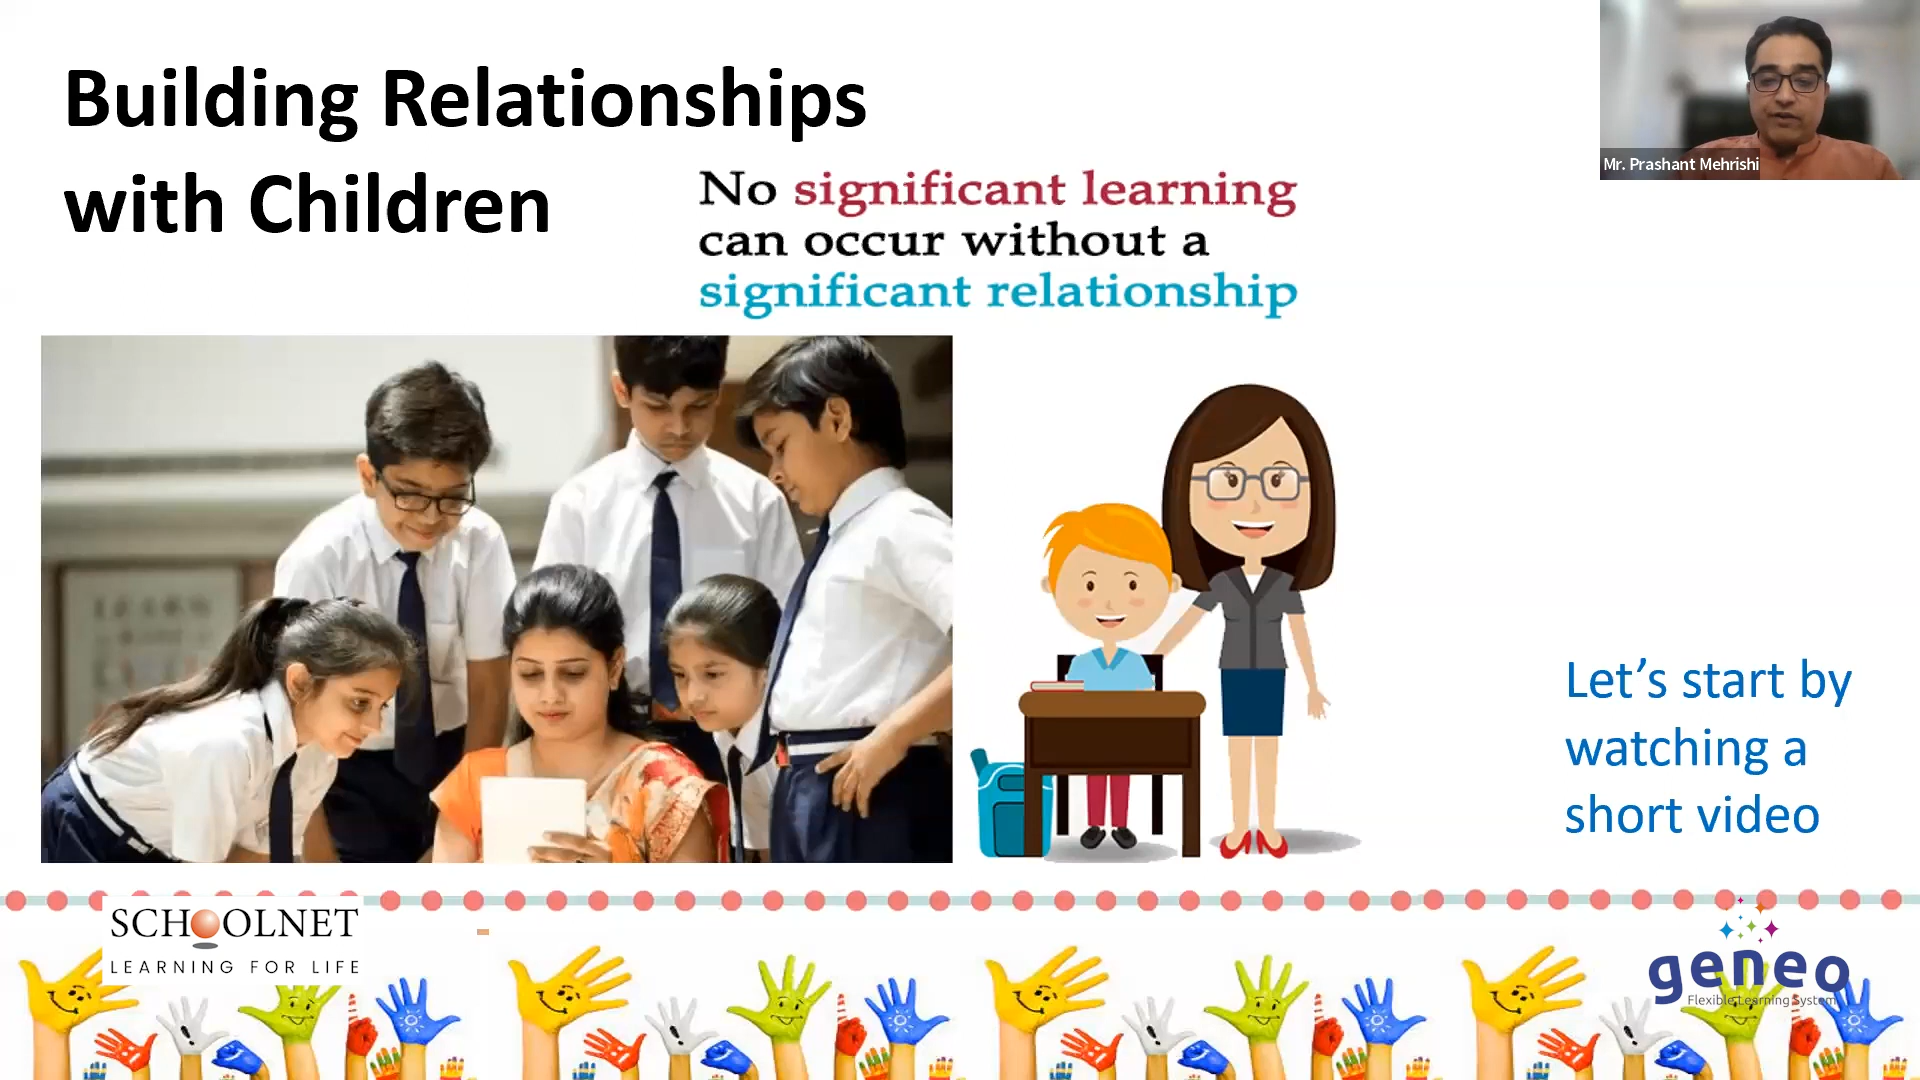 Building Relationships
with Children
Mr. Prashant Mehrishi
No significant learning
can occur without a
significant relationship
Let's start by
watching a
short video
SCHOOLNET
LEARNING FOR LIFE
geneo
Flexible Learning System